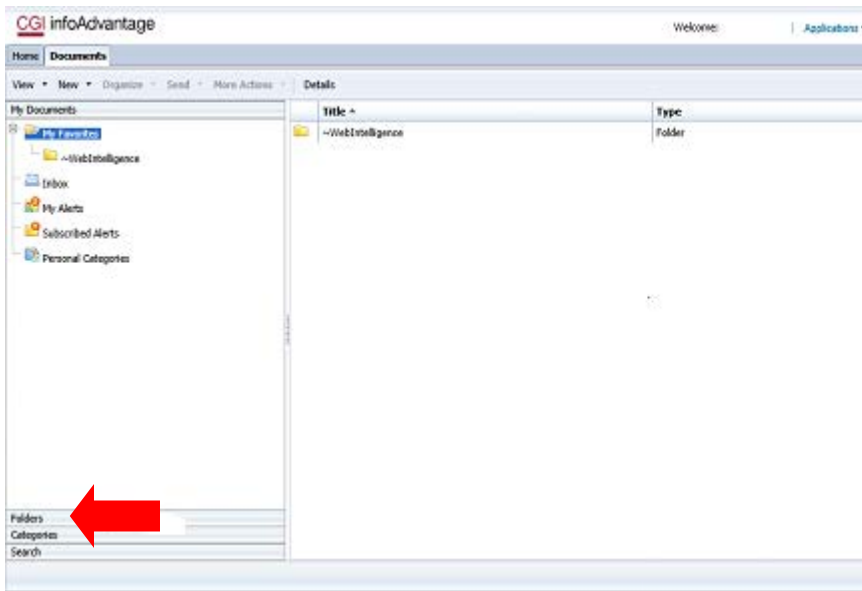 CGI infoAdvantage
Welcome: | Applications
Home Documents
View New Organize Send More Actions Details
My Documents
Title Type
My Favorites
~WebIntelligence Folder
~WebIntelligence
Inbox
My Alerts
Subscribed Alerts
Personal Categories
Folders
Categories
Search